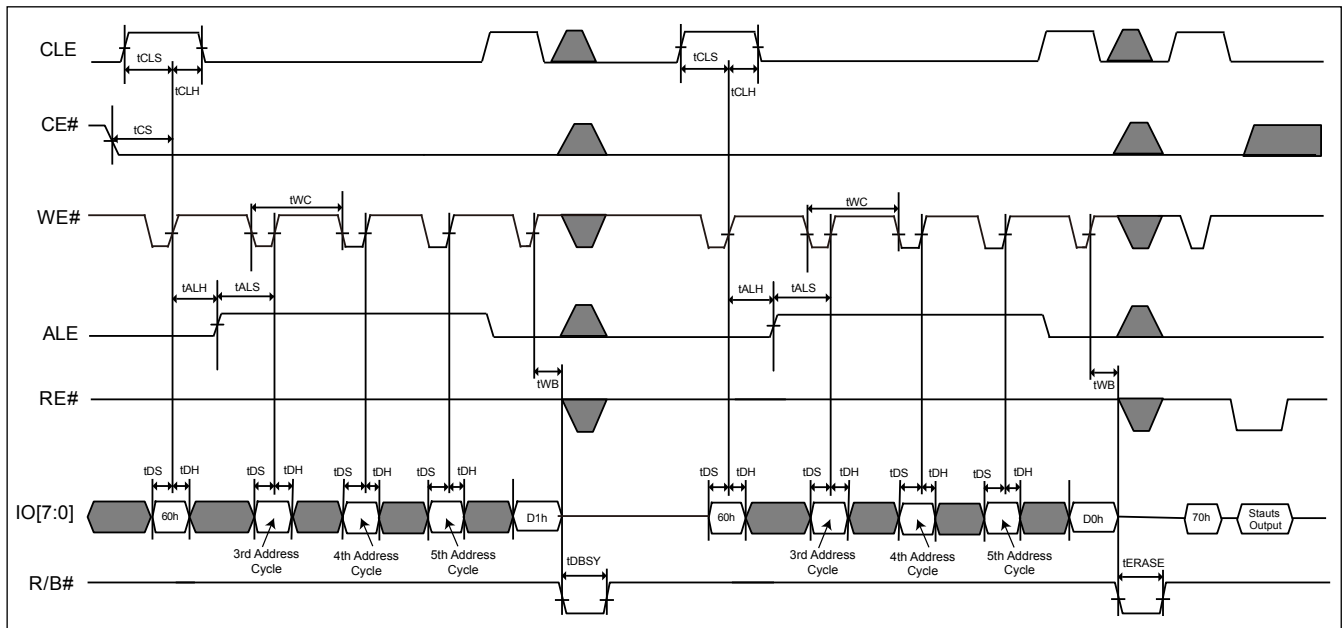 CLE
tCLS
tCLH
tCLS
tCLH
CE#
tCS
WE#
tWC
tWC
tALH
tALS
tALH
tALS
ALE
tWB
tWB
RE#
tDS
tDH
tDS
tDH
tDS
tDH
tDS
tDH
tDS
tDH
tDS
tDH
tDS
tDH
tDS
tDH
IO[7:0]
60h
D1h
60h
D0h
70h
Stauts
Output
3rd Address
Cycle
4th Address
Cycle
5th Address
Cycle
tDBSY
3rd Address
Cycle
4th Address
Cycle
5th Address
Cycle
tERASE
R/B#